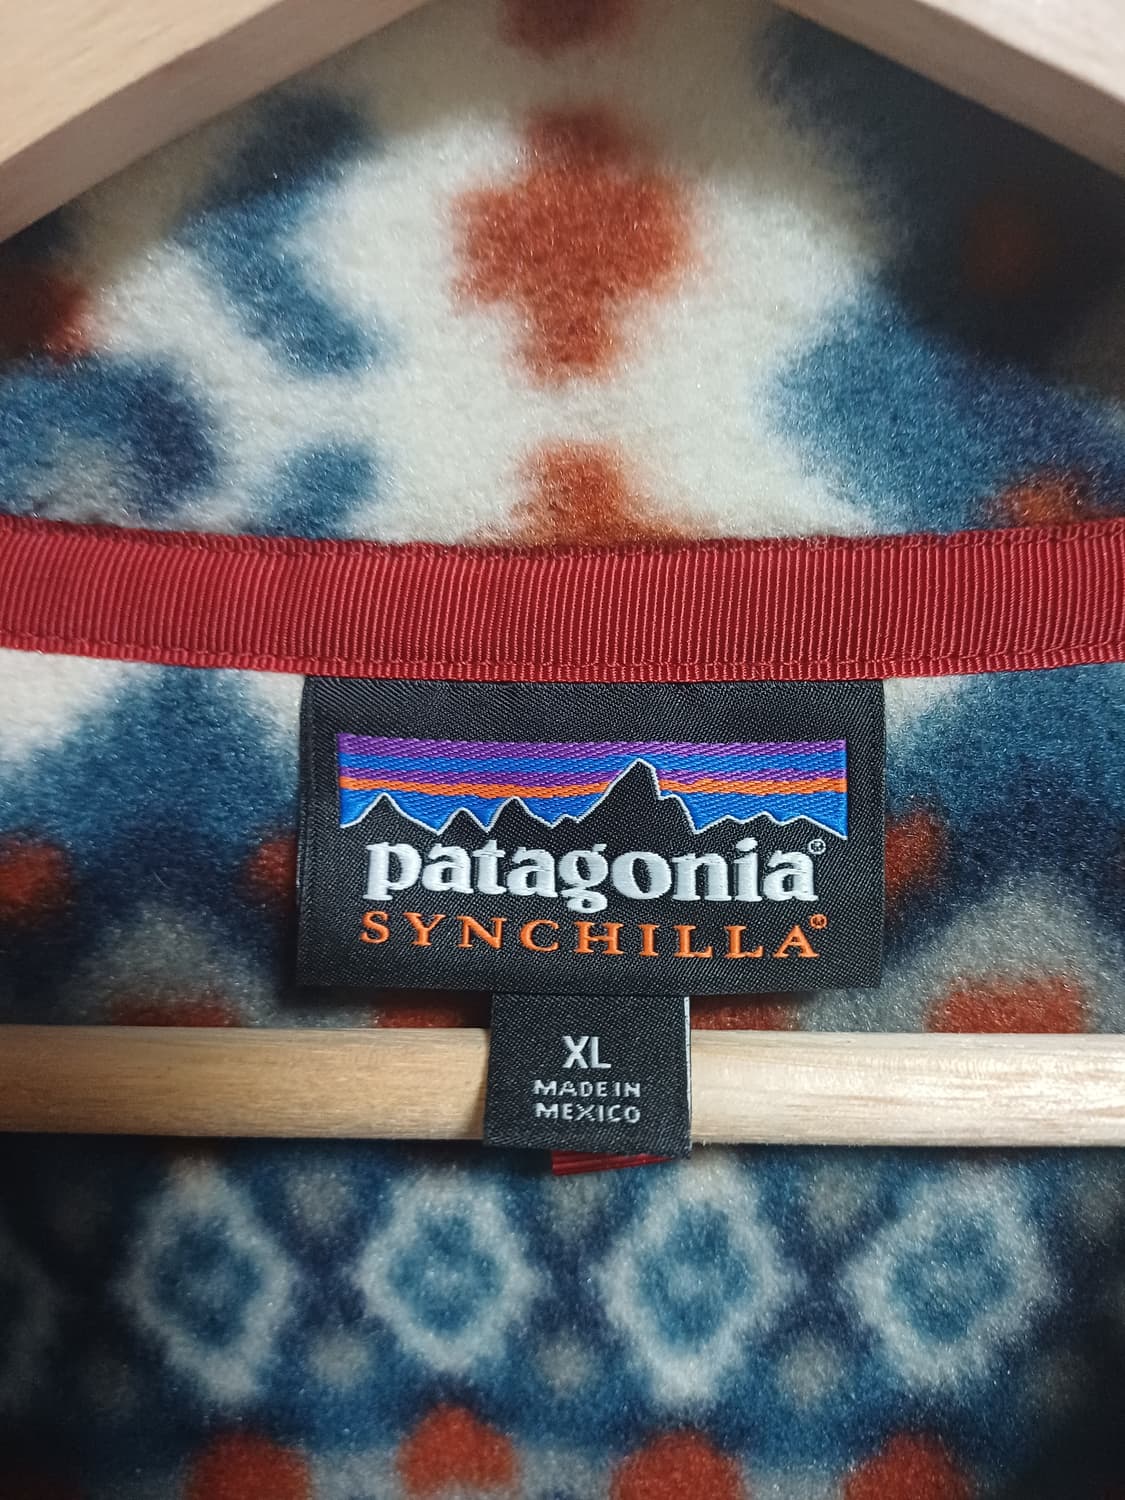 patagonia®
SYNCHILLA®
XL
MADE IN
MEXICO